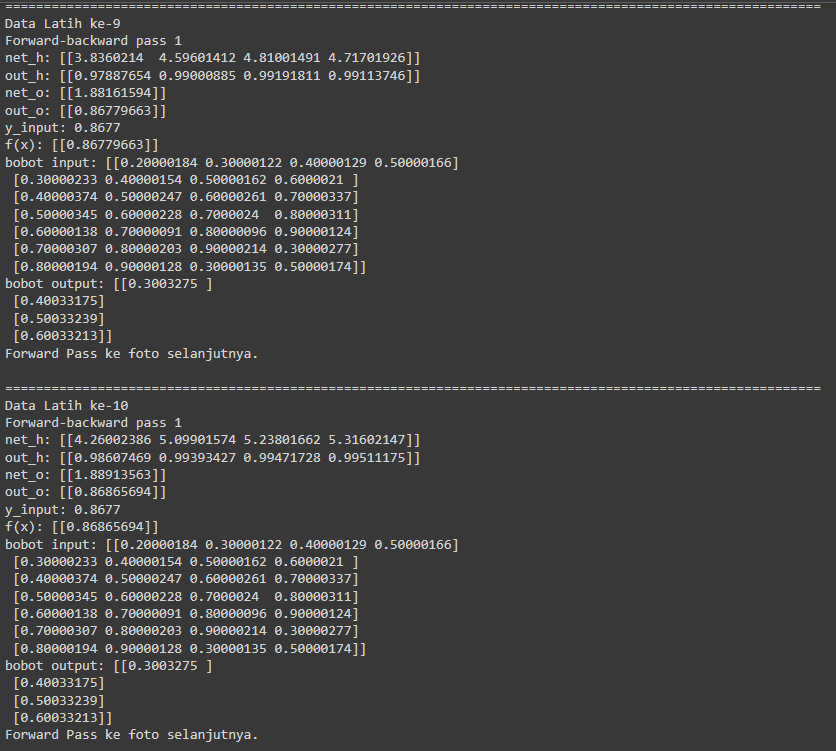 ==========================================================================================================
Data Latih ke-9
Forward-backward pass 1
net_h: [[3.8360214  4.59601412 4.81001491 4.71701926]]
out_h: [[0.97887654 0.99000885 0.99191811 0.99113746]]
net_o: [[1.88161594]]
out_o: [[0.86779663]]
y_input: 0.8677
f(x): [[0.86779663]]
bobot input: [[0.20000184 0.30000122 0.40000129 0.50000166]
 [0.30000233 0.40000154 0.50000162 0.6000021 ]
 [0.40000374 0.50000247 0.60000261 0.70000337]
 [0.50000345 0.60000228 0.7000024  0.80000311]
 [0.60000138 0.70000091 0.80000096 0.90000124]
 [0.70000307 0.80000203 0.90000214 0.30000277]
 [0.80000194 0.90000128 0.30000135 0.50000174]]
bobot output: [[0.3003275 ]
 [0.40033175]
 [0.50033239]
 [0.60033213]]
Forward Pass ke foto selanjutnya.
==========================================================================================================
Data Latih ke-10
Forward-backward pass 1
net_h: [[4.26002386 5.09901574 5.23801662 5.31602147]]
out_h: [[0.98607469 0.99393427 0.99471728 0.99511175]]
net_o: [[1.88913563]]
out_o: [[0.86865694]]
y_input: 0.8677
f(x): [[0.86865694]]
bobot input: [[0.20000184 0.30000122 0.40000129 0.50000166]
 [0.30000233 0.40000154 0.50000162 0.6000021 ]
 [0.40000374 0.50000247 0.60000261 0.70000337]
 [0.50000345 0.60000228 0.7000024  0.80000311]
 [0.60000138 0.70000091 0.80000096 0.90000124]
 [0.70000307 0.80000203 0.90000214 0.30000277]
 [0.80000194 0.90000128 0.30000135 0.50000174]]
bobot output: [[0.3003275 ]
 [0.40033175]
 [0.50033239]
 [0.60033213]]
Forward Pass ke foto selanjutnya.